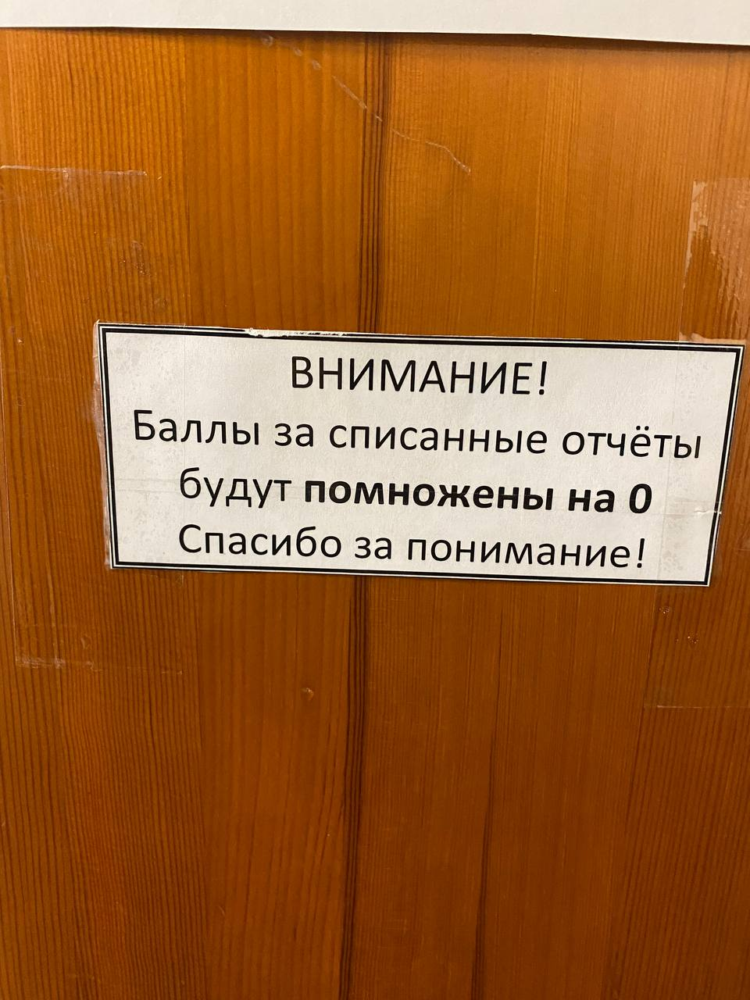 ВНИМАНИЕ!
Баллы за списанные отчёты
будут помножены на 0
Спасибо за понимание!